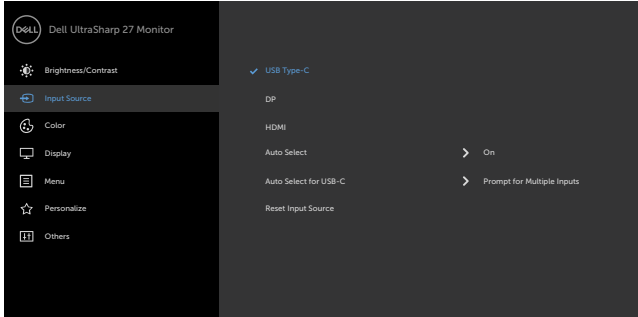 DELL
Dell UltraSharp 27 Monitor
Brightness/Contrast
USB Type-C
Input Source
DP
Color
HDMI
Display
Auto Select
On
Menu
Auto Select for USB-C
Prompt for Multiple Inputs
Personalize
Reset Input Source
Others